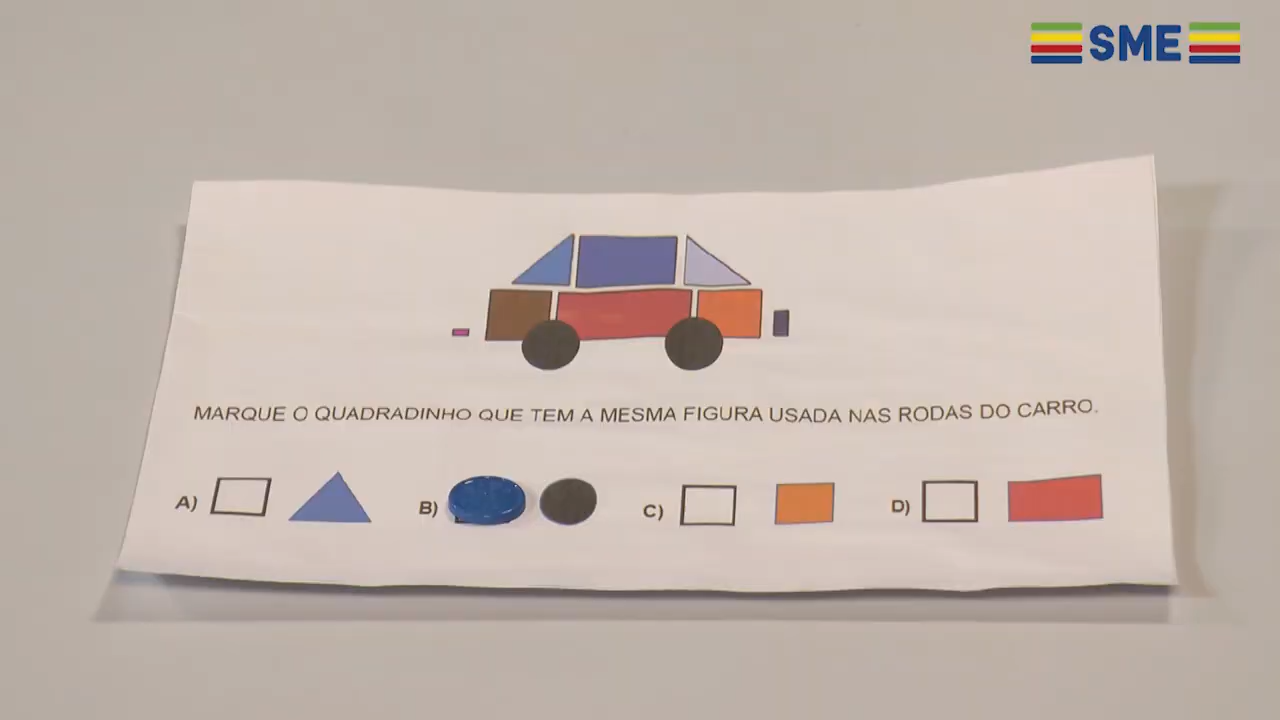 SME
MARQUE O QUADRADINHO QUE TEM A MESMA FIGURA USADA NAS RODAS DO CARRO.
A) B) C) D)